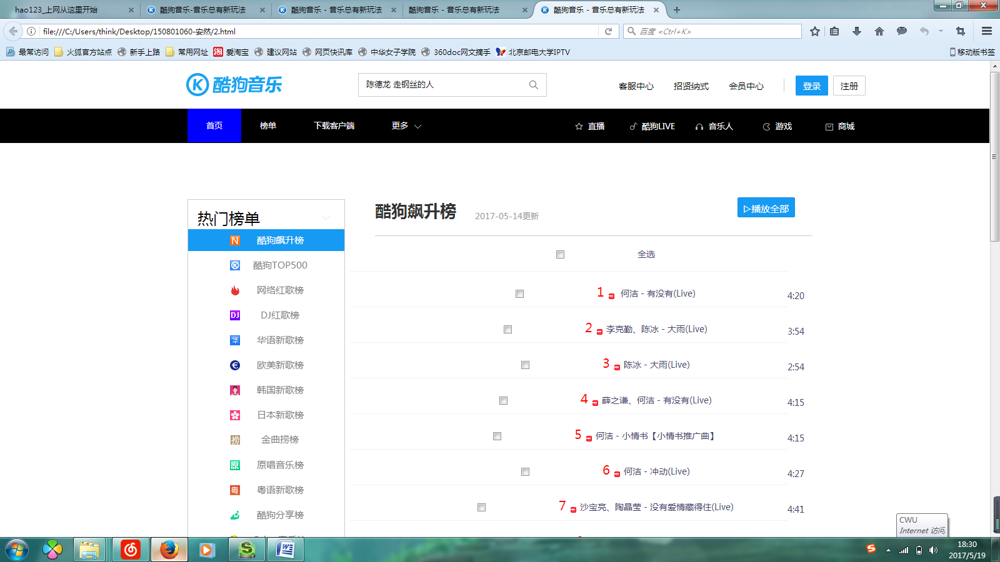 hao123_上网从这里开始
酷狗音乐-音乐总有新玩法
酷狗音乐 - 音乐总有新玩法
酷狗音乐 - 音乐总有新玩法
酷狗音乐 - 音乐总有新玩法
file:///C:/Users/think/Desktop/150801060-安然/2.html
百度 <Ctrl+K>
最常访问 火狐官方站点 新手上路 常用网址 淘 爱淘宝 建议网站 网页快讯库 中华女子学院 360doc网文摘手 北京邮电大学IPTV 移动版书签
K 酷狗音乐
陈德龙 走钢丝的人
客服中心 招贤纳式 会员中心 登录 注册
首页 榜单 下载客户端 更多 直播 酷狗LIVE 音乐人 游戏 商城
热门榜单
N 酷狗飙升榜
酷狗TOP500
网络红歌榜
DJ DJ红歌榜
华 华语新歌榜
€ 欧美新歌榜
韩国新歌榜
日本新歌榜
捞 金曲捞榜
原 原唱音乐榜
粤 粤语新歌榜
酷狗分享榜
酷狗飙升榜 2017-05-14更新 ▷播放全部
全选
1 何洁 - 有没有(Live) 4:20
2 李克勤、陈冰 - 大雨(Live) 3:54
3 陈冰 - 大雨(Live) 2:54
4 薛之谦、何洁 - 有没有(Live) 4:15
5 何洁 - 小情书【小情书推广曲】 4:15
6 何洁 - 冲动(Live) 4:27
7 沙宝亮、陶晶莹 - 没有爱情藏得住(Live) 4:41
CWU
Internet 访问
18:30
2017/5/19